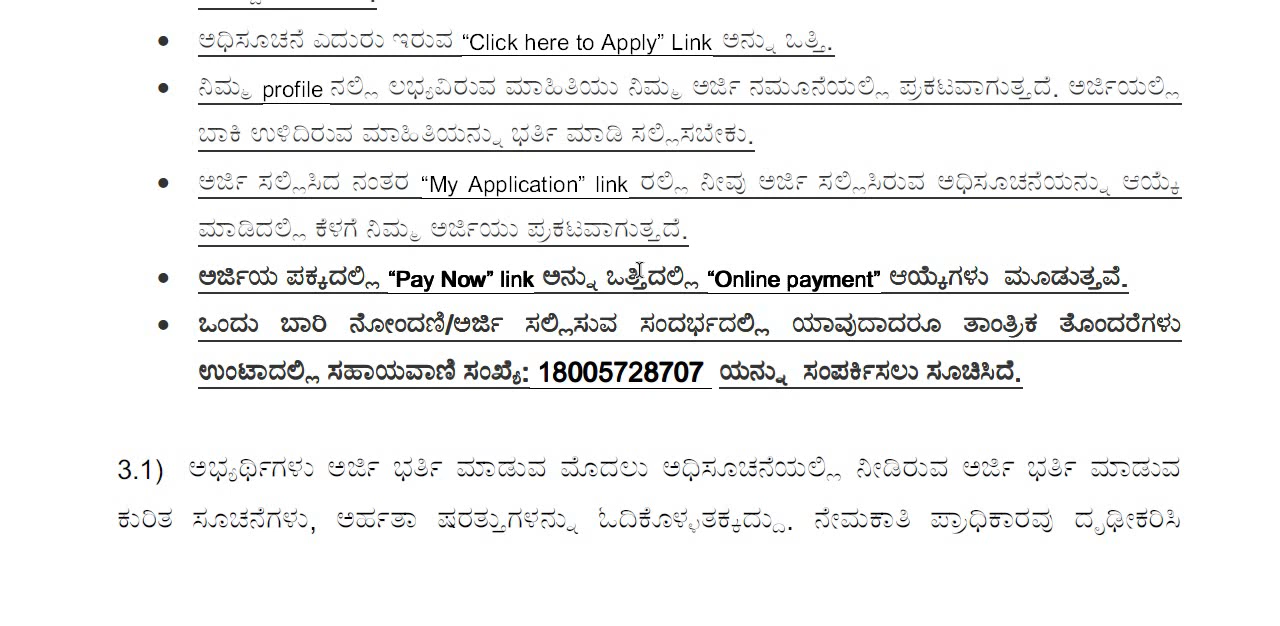 • ಅಧಿಸೂಚನೆ ಎದುರು ಇರುವ “Click here to Apply” Link ಅನ್ನು ಒತ್ತಿ.
• ನಿಮ್ಮ profile ನಲ್ಲಿ ಲಭ್ಯವಿರುವ ಮಾಹಿತಿಯು ನಿಮ್ಮ ಅರ್ಜಿ ನಮೂನೆಯಲ್ಲಿ ಪ್ರಕಟವಾಗುತ್ತದೆ. ಅರ್ಜಿಯಲ್ಲಿ
ಬಾಕಿ ಉಳಿದಿರುವ ಮಾಹಿತಿಯನ್ನು ಭರ್ತಿ ಮಾಡಿ ಸಲ್ಲಿಸಬೇಕು.
• ಅರ್ಜಿ ಸಲ್ಲಿಸಿದ ನಂತರ “My Application” link ರಲ್ಲಿ ನೀವು ಅರ್ಜಿ ಸಲ್ಲಿಸಿರುವ ಅಧಿಸೂಚನೆಯನ್ನು ಆಯ್ಕೆ
ಮಾಡಿದಲ್ಲಿ ಕೆಳಗೆ ನಿಮ್ಮ ಅರ್ಜಿಯು ಪ್ರಕಟವಾಗುತ್ತದೆ.
• ಅರ್ಜಿಯ ಪಕ್ಕದಲ್ಲಿ “Pay Now” link ಅನ್ನು ಒತ್ತಿದಲ್ಲಿ “Online payment” ಆಯ್ಕೆಗಳು ಮೂಡುತ್ತವೆ.
• ಒಂದು ಬಾರಿ ನೋಂದಣಿ/ಅರ್ಜಿ ಸಲ್ಲಿಸುವ ಸಂದರ್ಭದಲ್ಲಿ ಯಾವುದಾದರೂ ತಾಂತ್ರಿಕ ತೊಂದರೆಗಳು
ಉಂಟಾದಲ್ಲಿ ಸಹಾಯವಾಣಿ ಸಂಖ್ಯೆ: 18005728707 ಯನ್ನು ಸಂಪರ್ಕಿಸಲು ಸೂಚಿಸಿದೆ.
3.1) ಅಭ್ಯರ್ಥಿಗಳು ಅರ್ಜಿ ಭರ್ತಿ ಮಾಡುವ ಮೊದಲು ಅಧಿಸೂಚನೆಯಲ್ಲಿ ನೀಡಿರುವ ಅರ್ಜಿ ಭರ್ತಿ ಮಾಡುವ
ಕುರಿತ ಸೂಚನೆಗಳು, ಅರ್ಹತಾ ಷರತ್ತುಗಳನ್ನು ಓದಿಕೊಳ್ಳತಕ್ಕದ್ದು. ನೇಮಕಾತಿ ಪ್ರಾಧಿಕಾರವು ದೃಢೀಕರಿಸಿ